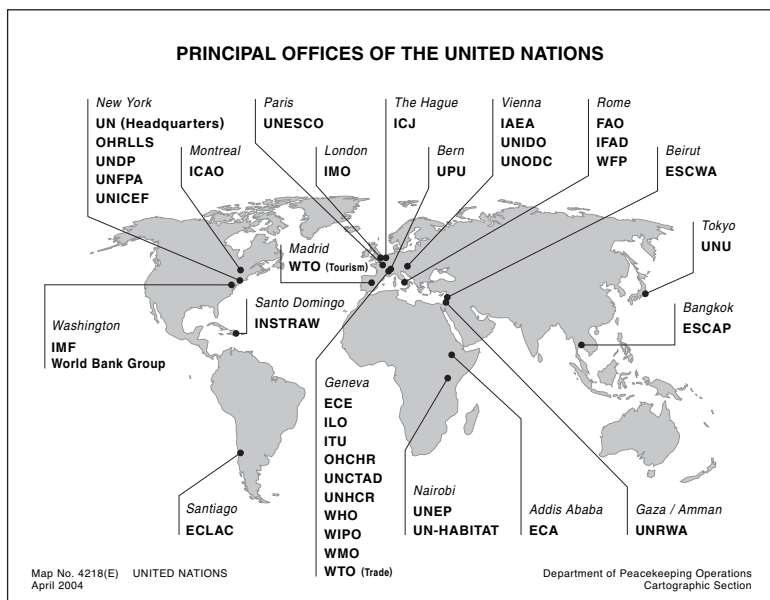 PRINCIPAL OFFICES OF THE UNITED NATIONS
New York
UN (Headquarters)
OHRLLS
UNDP
UNFPA
UNICEF
Montreal
ICAO
Paris
UNESCO
London
IMO
The Hague
ICJ
Bern
UPU
Vienna
IAEA
UNIDO
UNODC
Rome
FAO
IFAD
WFP
Beirut
ESCWA
Tokyo
UNU
Madrid
WTO (Tourism)
Washington
IMF
World Bank Group
Santo Domingo
INSTRAW
Bangkok
ESCAP
Geneva
ECE
ILO
ITU
OHCHR
UNCTAD
UNHCR
WHO
WIPO
WMO
WTO (Trade)
Santiago
ECLAC
Nairobi
UNEP
UN-HABITAT
Addis Ababa
ECA
Gaza / Amman
UNRWA
Map No. 4218(E) UNITED NATIONS
April 2004
Department of Peacekeeping Operations
Cartographic Section